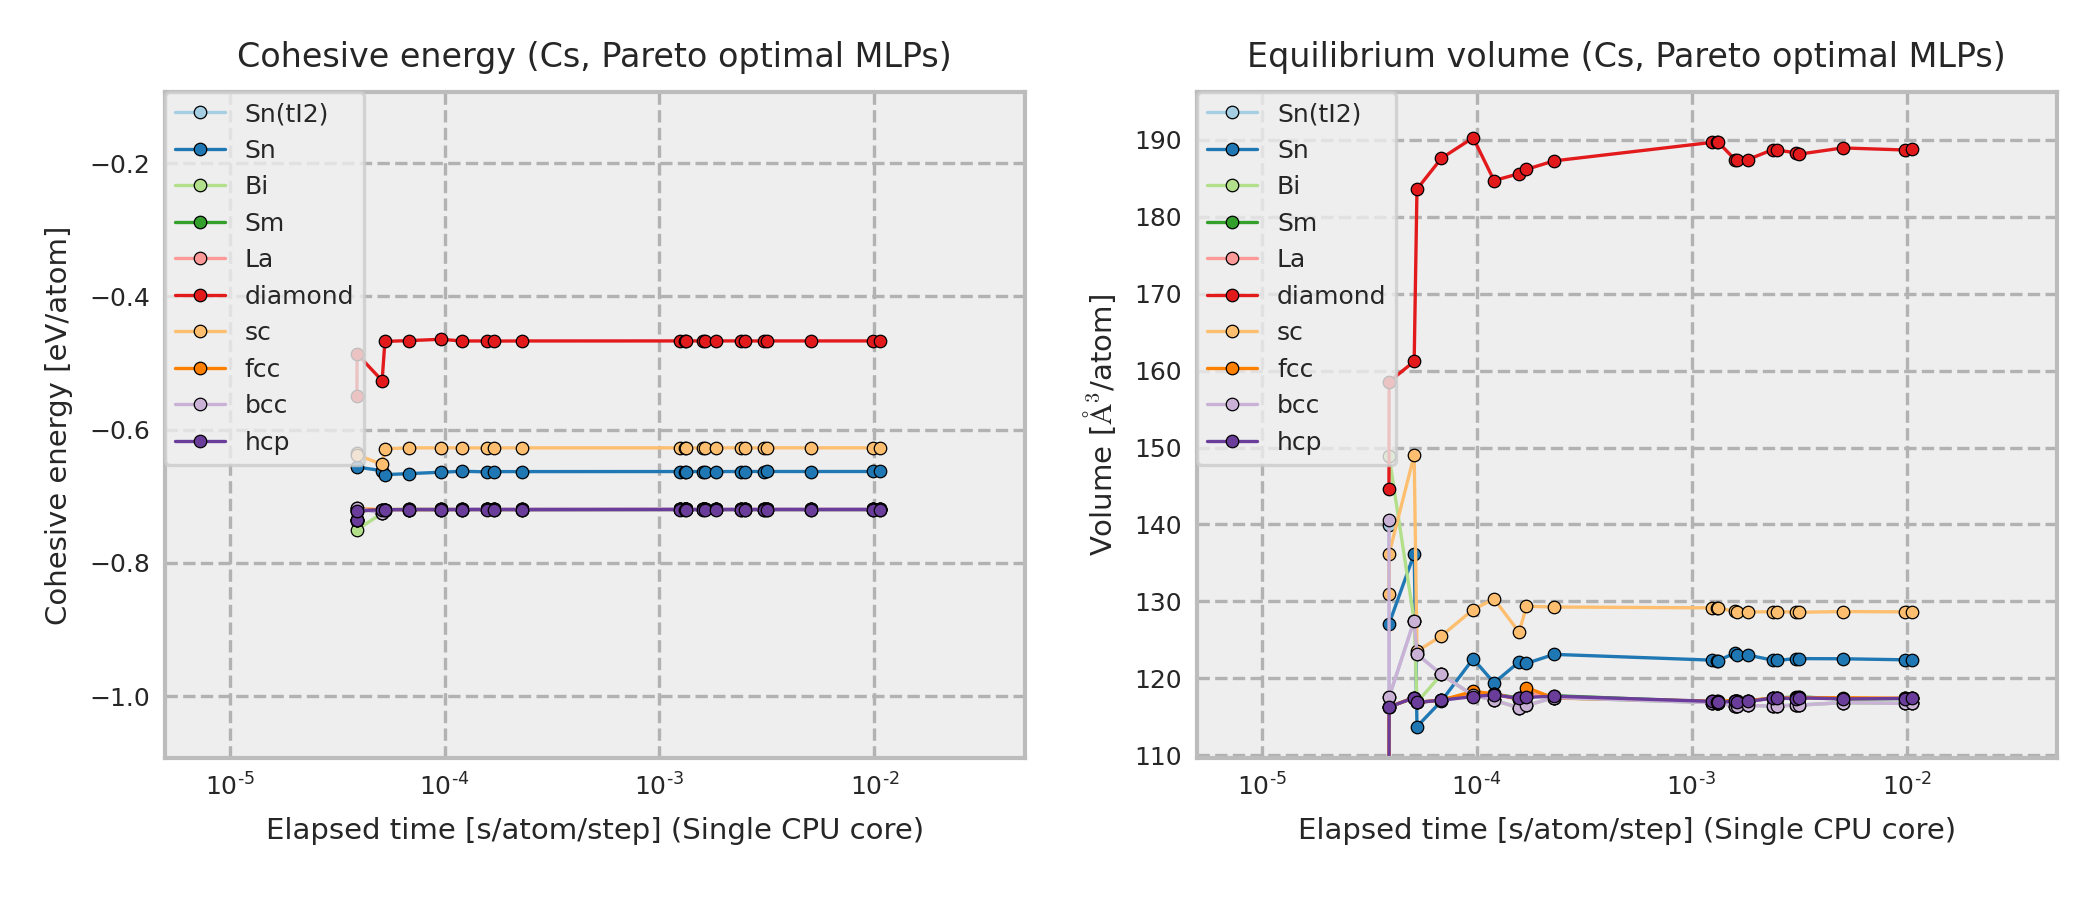 Cohesive energy (Cs, Pareto optimal MLPs)
Cohesive energy [eV/atom]
−0.2
−0.4
−0.6
−0.8
−1.0
Sn(tI2)
Sn
Bi
Sm
La
diamond
sc
fcc
bcc
hcp
10-5
10-4
10-3
10-2
Elapsed time [s/atom/step] (Single CPU core)
Equilibrium volume (Cs, Pareto optimal MLPs)
Volume [Å3/atom]
190
180
170
160
150
140
130
120
110
Sn(tI2)
Sn
Bi
Sm
La
diamond
sc
fcc
bcc
hcp
10-5
10-4
10-3
10-2
Elapsed time [s/atom/step] (Single CPU core)